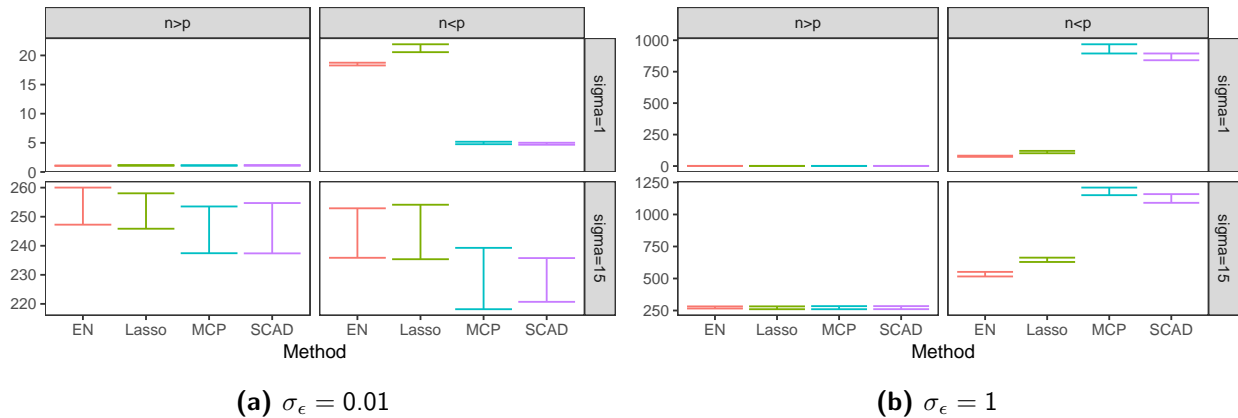 n>p
n<p
20
15
10
5
0
sigma=1
260
250
240
230
220
sigma=15
EN Lasso MCP SCAD
EN Lasso MCP SCAD
Method
(a) σϵ = 0.01
n>p
n<p
1000
750
500
250
0
sigma=1
1250
1000
750
500
250
sigma=15
EN Lasso MCP SCAD
EN Lasso MCP SCAD
Method
(b) σϵ = 1